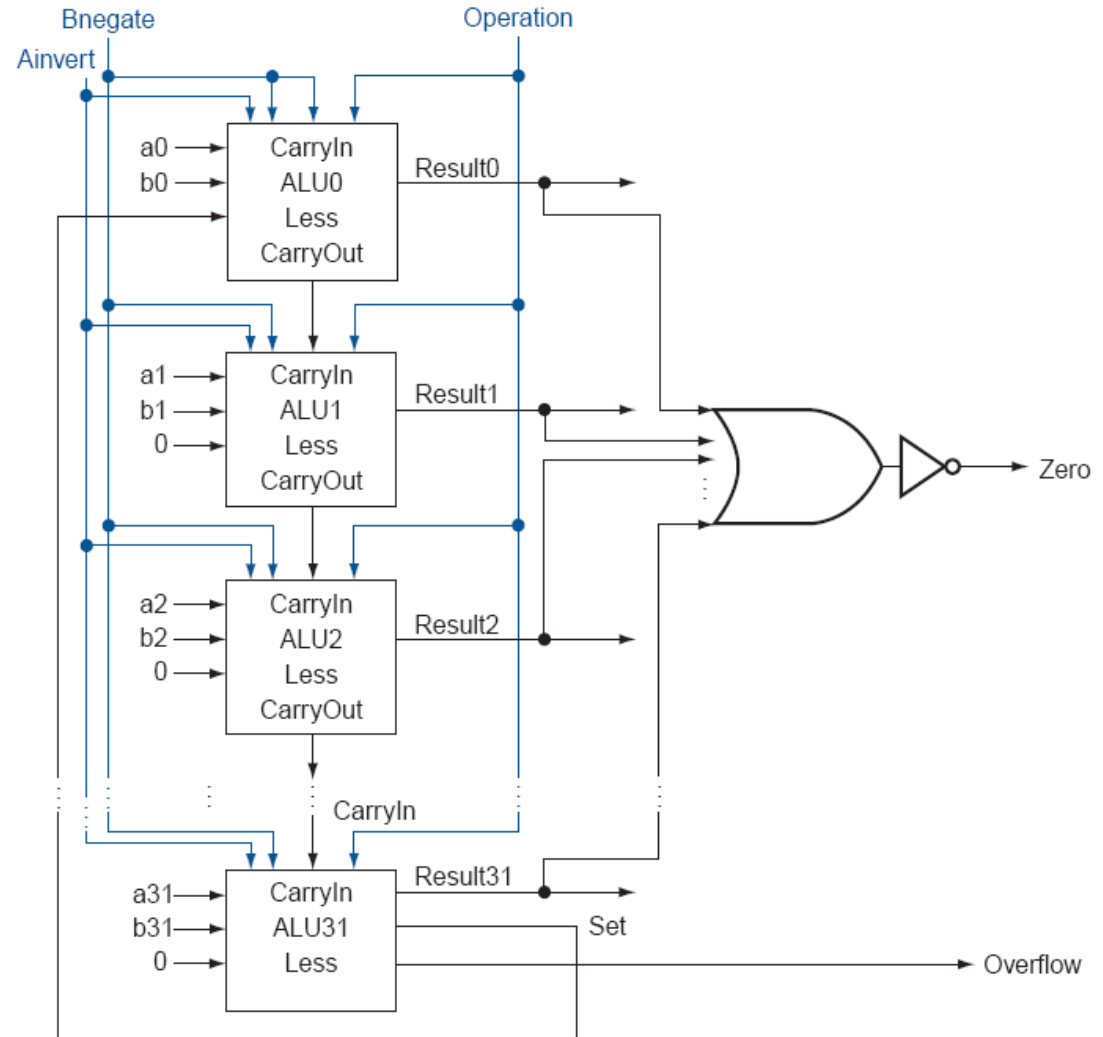 Bnegate
Operation
Ainvert
a0
CarryIn
b0
ALU0
Result0
Less
CarryOut
a1
CarryIn
b1
ALU1
Result1
0
Less
CarryOut
Zero
a2
CarryIn
b2
ALU2
Result2
0
Less
CarryOut
CarryIn
a31
CarryIn
Result31
b31
ALU31
Set
0
Less
Overflow